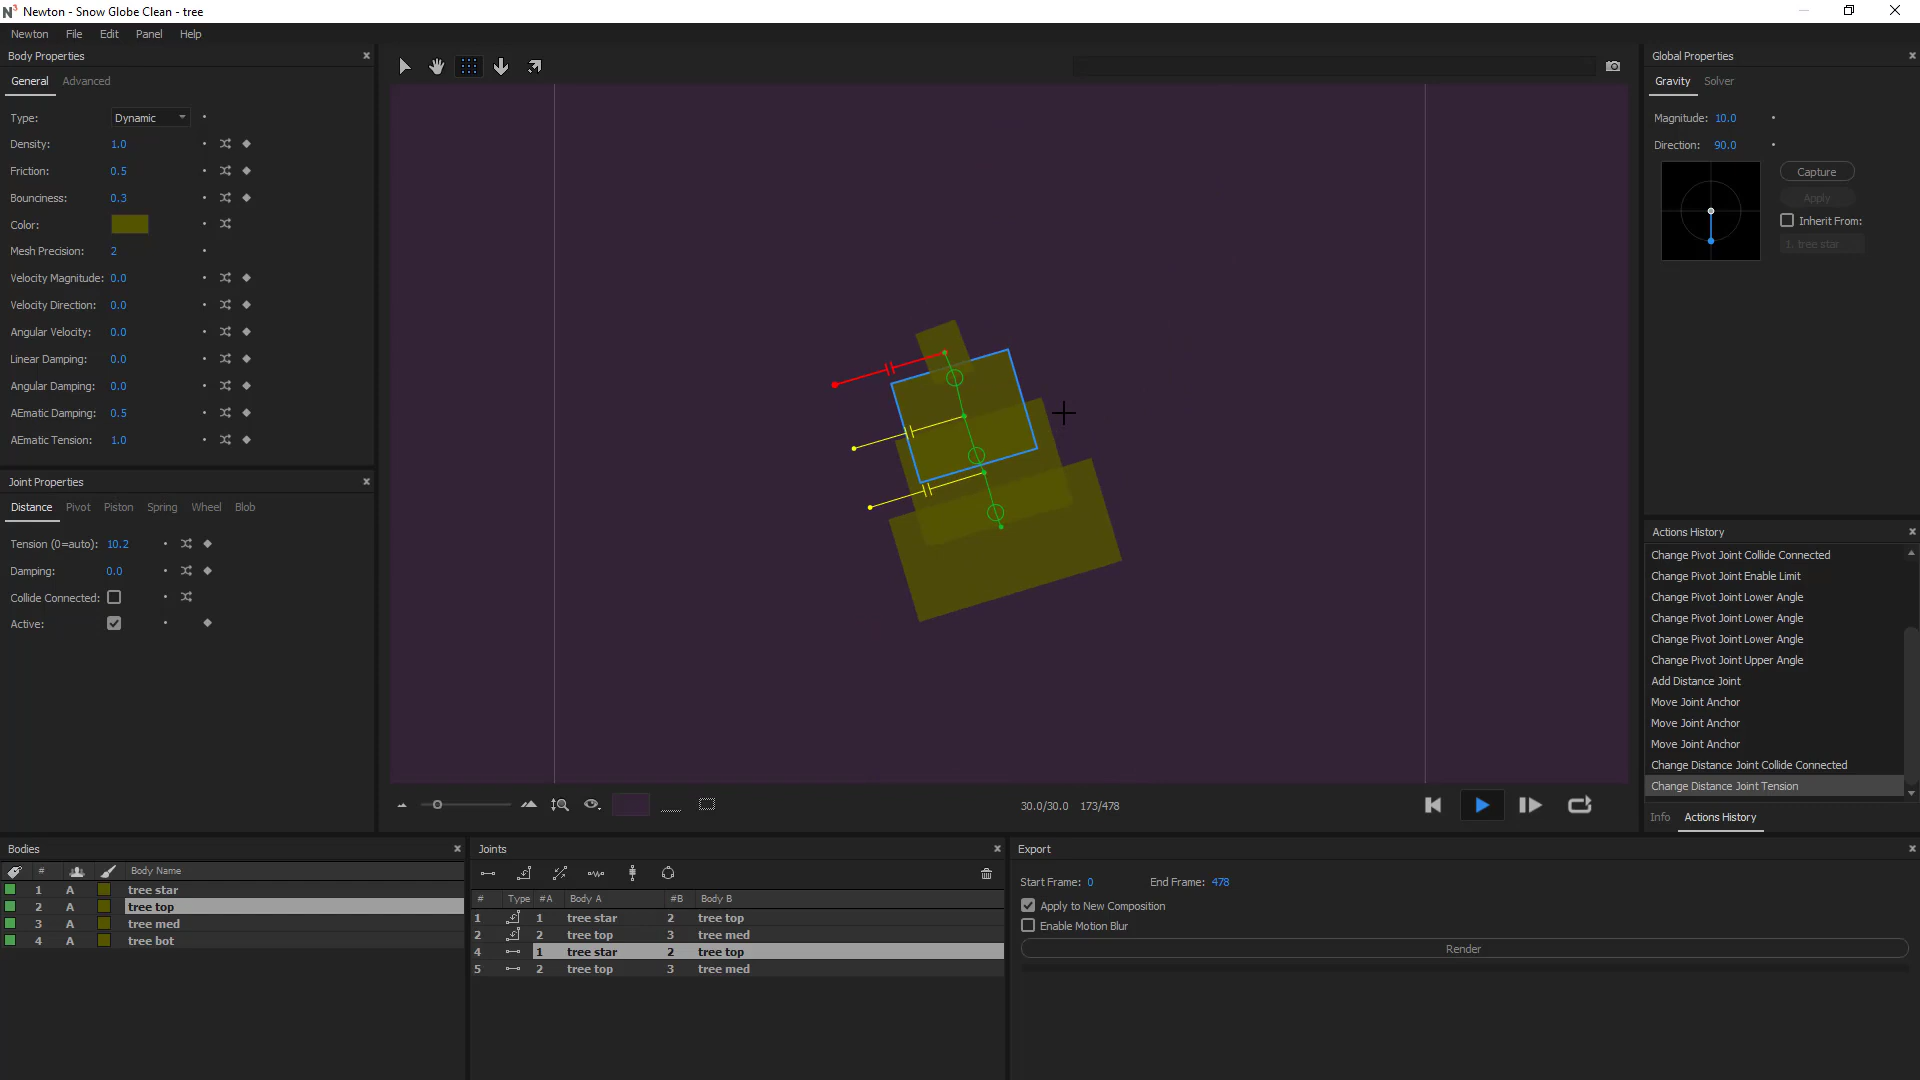 Newton - Snow Globe Clean - tree
Newton File Edit Panel Help
Body Properties
General Advanced
Type: Dynamic
Density: 1.0
Friction: 0.5
Bounciness: 0.3
Color:
Mesh Precision: 2
Velocity Magnitude: 0.0
Velocity Direction: 0.0
Angular Velocity: 0.0
Linear Damping: 0.0
Angular Damping: 0.0
AEmatic Damping: 0.5
AEmatic Tension: 1.0
Joint Properties
Distance Pivot Piston Spring Wheel Blob
Tension (0=auto): 10.2
Damping: 0.0
Collide Connected:
Active:
30.0/30.0 173/478
Global Properties
Gravity Solver
Magnitude: 10.0
Direction: 90.0
Capture
Apply
Inherit From:
1. tree star
Actions History
Change Pivot Joint Collide Connected
Change Pivot Joint Enable Limit
Change Pivot Joint Lower Angle
Change Pivot Joint Lower Angle
Change Pivot Joint Lower Angle
Change Pivot Joint Upper Angle
Add Distance Joint
Move Joint Anchor
Move Joint Anchor
Move Joint Anchor
Change Distance Joint Collide Connected
Change Distance Joint Tension
Info Actions History
Bodies
# Body Name
1 A tree star
2 A tree top
3 A tree med
4 A tree bot
Joints
# Type #A Body A #B Body B
1 1 tree star 2 tree top
2 2 tree top 3 tree med
4 1 tree star 2 tree top
5 2 tree top 3 tree med
Export
Start Frame: 0 End Frame: 478
Apply to New Composition
Enable Motion Blur
Render